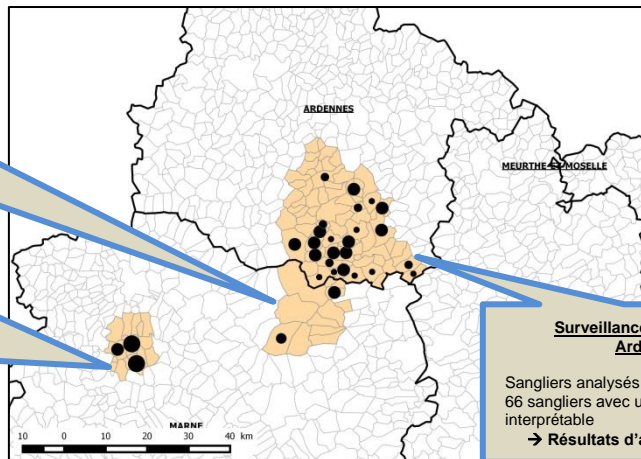 ARDENNES
MEURTHE ET MOSELLE
MARNE
10 0 10 20 30 40 km
Surveillance
Ard
Sangliers analysés
66 sangliers avec u
interprétable
→ Résultats d'a